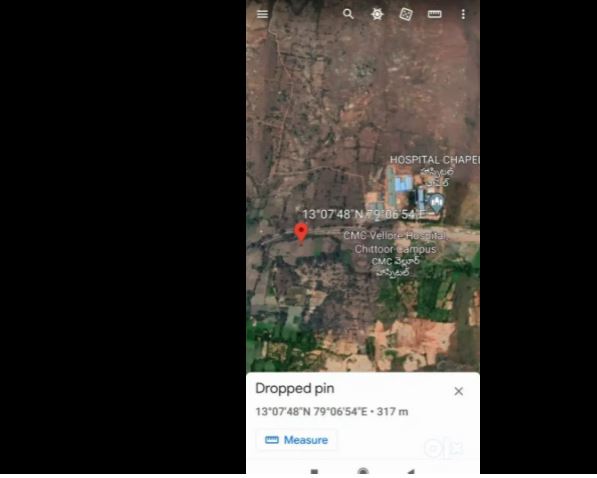 HOSPITAL CHAPEL
హాస్పిటల్
13°07'48"N 79°06'54"E
CMC Vellore Hospital,
Chittoor Campus
CMC వెల్లూర్
హాస్పిటల్...
Dropped pin
13°07'48"N 79°06'54"E • 317 m
Measure
olx